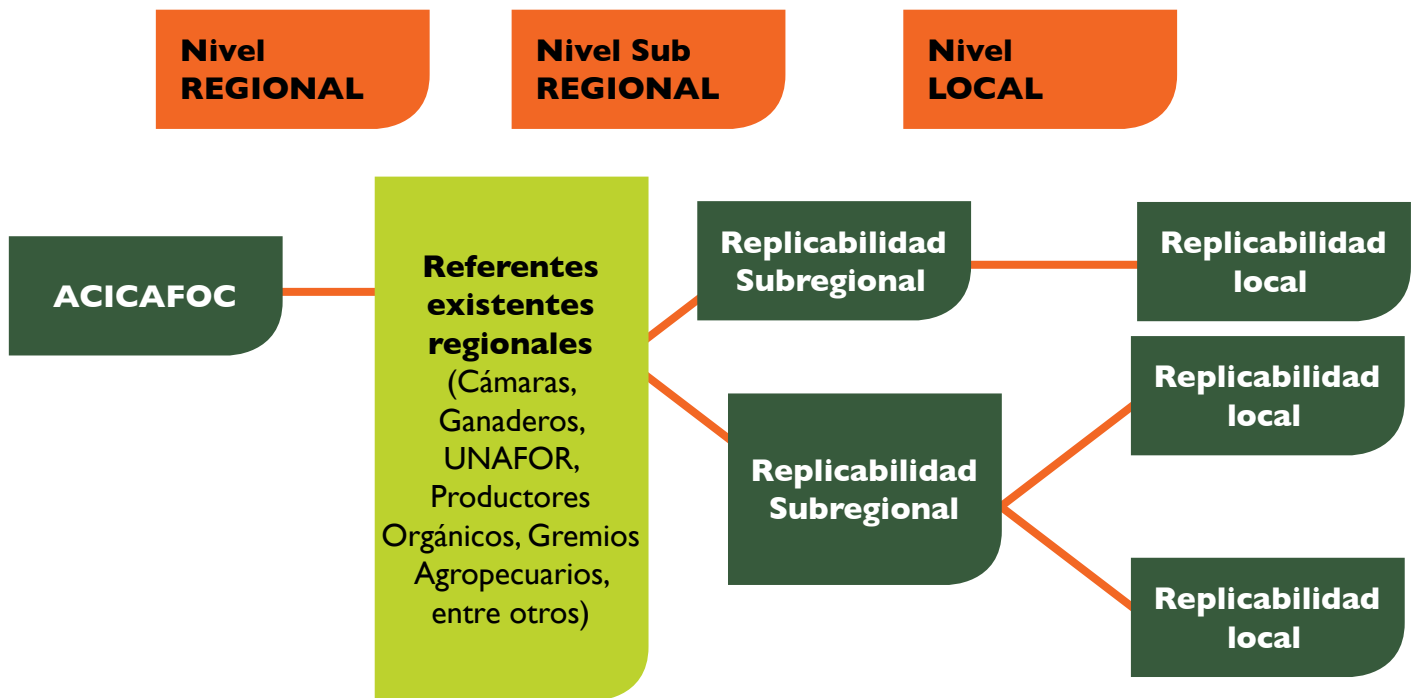 Nivel
REGIONAL
Nivel Sub
REGIONAL
Nivel
LOCAL
ACICAFOC
Referentes
existentes
regionales
(Cámaras,
Ganaderos,
UNAFOR,
Productores
Orgánicos, Gremios
Agropecuarios,
entre otros)
Replicabilidad
Subregional
Replicabilidad
Subregional
Replicabilidad
local
Replicabilidad
local
Replicabilidad
local